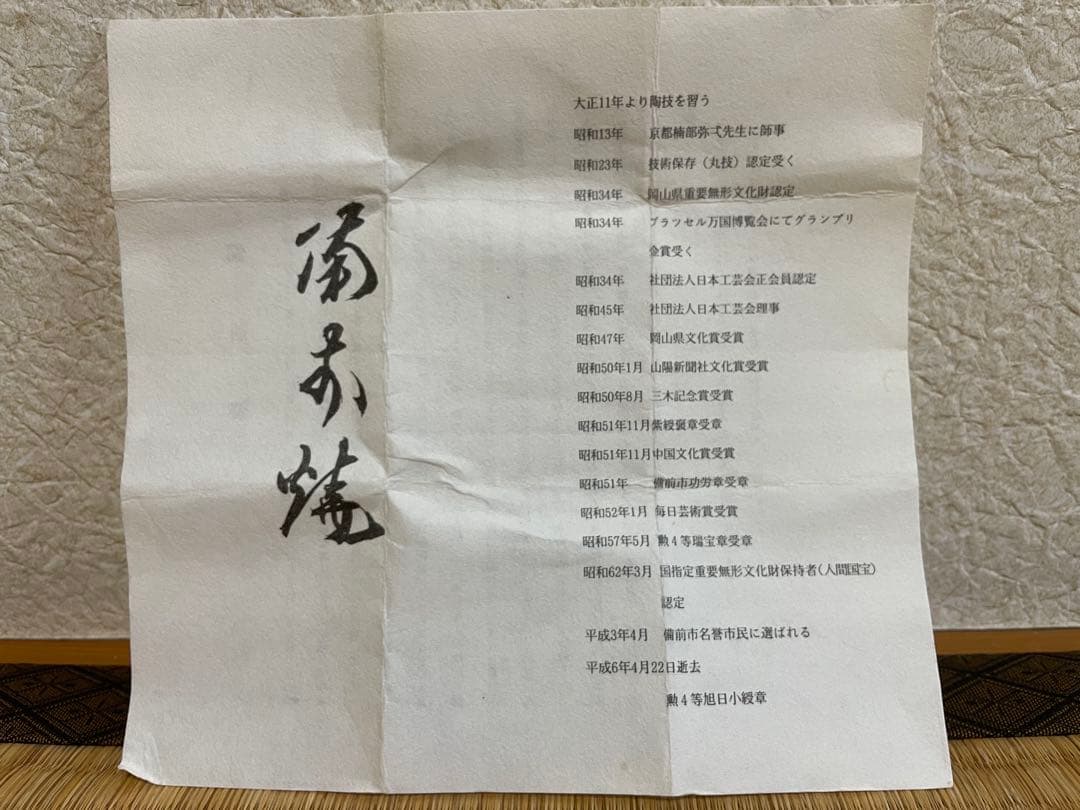 大正11年より陶技を習う
昭和13年　京都楠部弥弌先生に師事
昭和23年　技術保存（丸技）認定受く
昭和34年　岡山県重要無形文化財認定
昭和34年　ブラツセル万国博覧会にてグランプリ
金賞受く
昭和34年　社団法人日本工芸会正会員認定
昭和45年　社団法人日本工芸会理事
昭和47年　岡山県文化賞受賞
昭和50年1月 山陽新聞社文化賞受賞
昭和50年8月 三木記念賞受賞
昭和51年11月紫綬褒章受章
昭和51年11月中国文化賞受賞
昭和51年　備前市功労章受章
昭和52年1月 毎日芸術賞受賞
昭和57年5月 勲４等瑞宝章受章
昭和62年3月 国指定重要無形文化財保持者(人間国宝)
認定
平成3年4月　備前市名誉市民に選ばれる
平成6年4月22日逝去
勲４等旭日小綬章
備前焼